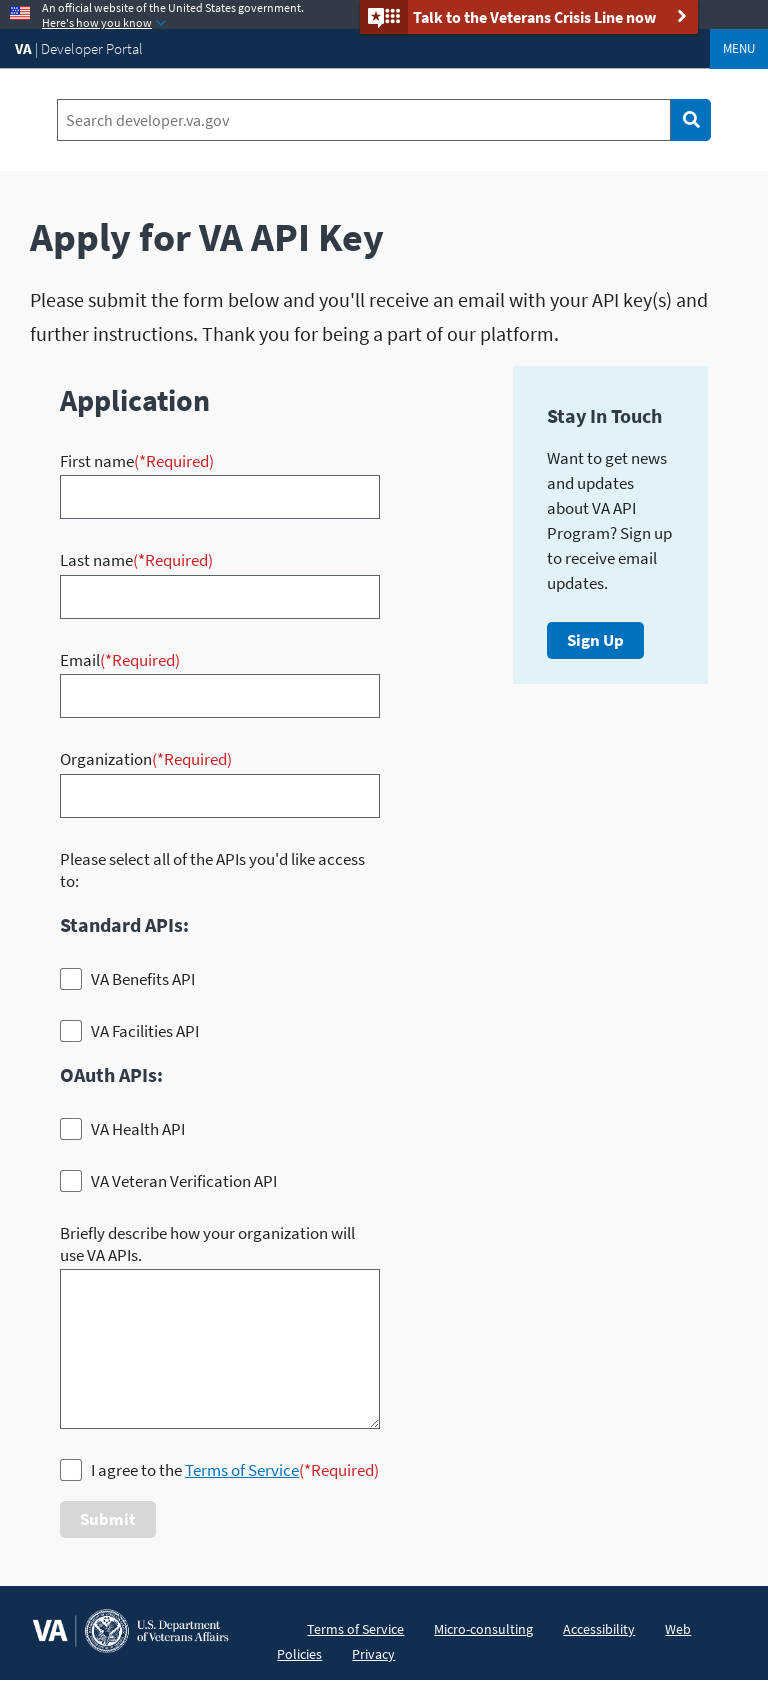 An official website of the United States government.
Here's how you know
Talk to the Veterans Crisis Line now
VA | Developer Portal
MENU
Search developer.va.gov
Apply for VA API Key
Please submit the form below and you'll receive an email with your API key(s) and
further instructions. Thank you for being a part of our platform.
Application
First name(*Required)
Last name(*Required)
Email(*Required)
Organization(*Required)
Please select all of the APIs you'd like access
to:
Standard APIs:
VA Benefits API
VA Facilities API
OAuth APIs:
VA Health API
VA Veteran Verification API
Briefly describe how your organization will
use VA APIs.
I agree to the Terms of Service(*Required)
Submit
Stay In Touch
Want to get news
and updates
about VA API
Program? Sign up
to receive email
updates.
Sign Up
VA
U.S. Department
of Veterans Affairs
Terms of Service Micro-consulting Accessibility Web
Policies Privacy